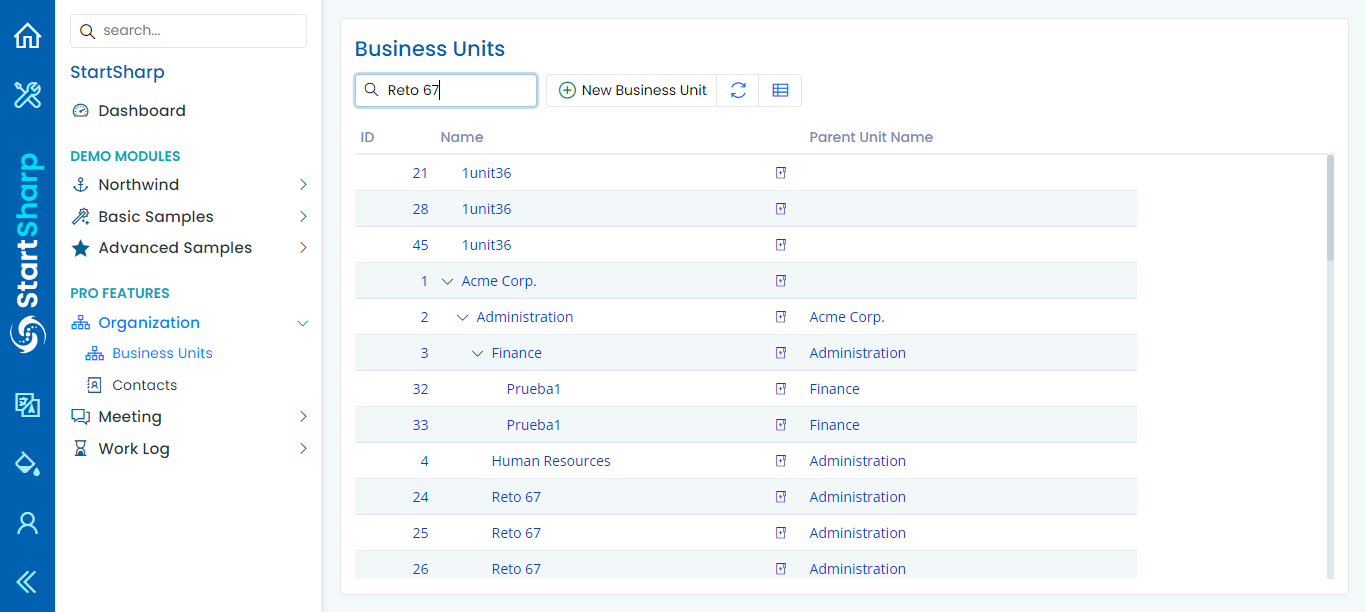 StartSharp
search...
StartSharp
Dashboard
DEMO MODULES
Northwind
Basic Samples
Advanced Samples
PRO FEATURES
Organization
Business Units
Contacts
Meeting
Work Log
Business Units
Reto 67
New Business Unit
ID Name Parent Unit Name
21 1unit36
28 1unit36
45 1unit36
1 Acme Corp.
2 Administration Acme Corp.
3 Finance Administration
32 Prueba1 Finance
33 Prueba1 Finance
4 Human Resources Administration
24 Reto 67 Administration
25 Reto 67 Administration
26 Reto 67 Administration